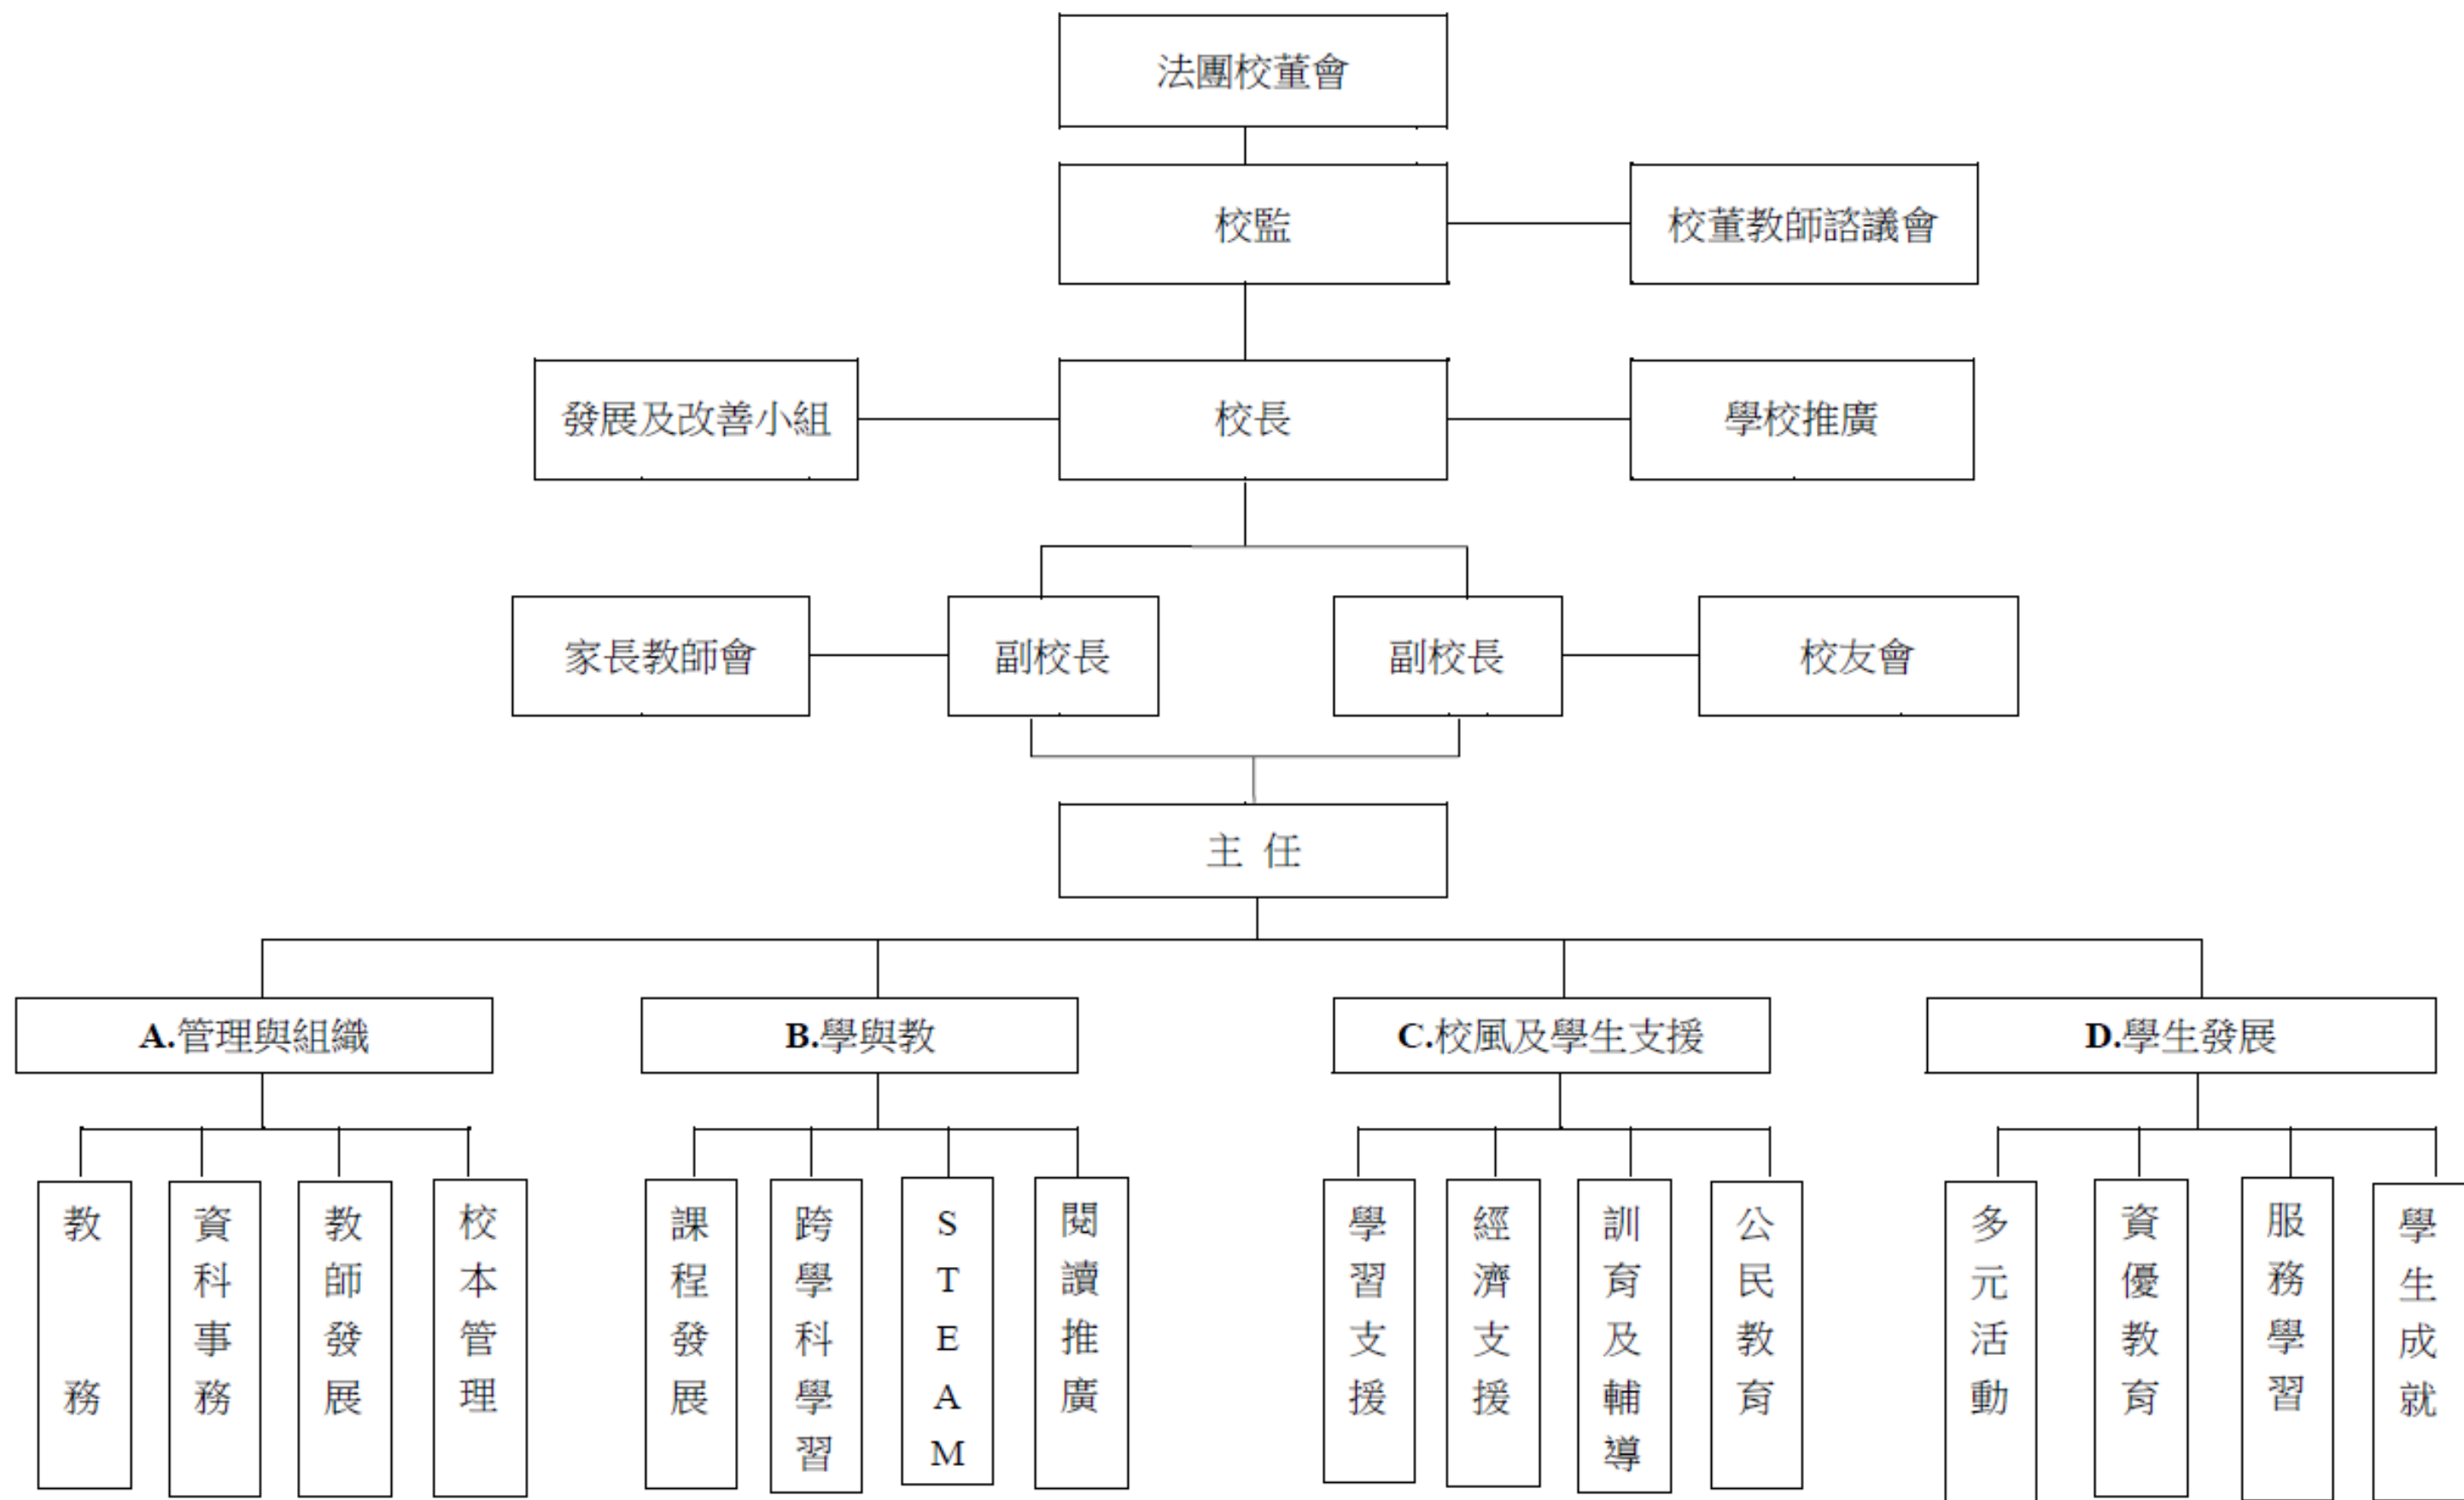 法團校董會
校監
校董教師諮議會
發展及改善小組
校長
學校推廣
家長教師會
副校長
副校長
校友會
主 任
A.管理與組織
B.學與教
C.校風及學生支援
D.學生發展
教務
資科事務
教師發展
校本管理
課程發展
跨學科學習
STEAM
閱讀推廣
學習支援
經濟支援
訓育及輔導
公民教育
多元活動
資優教育
服務學習
學生成就